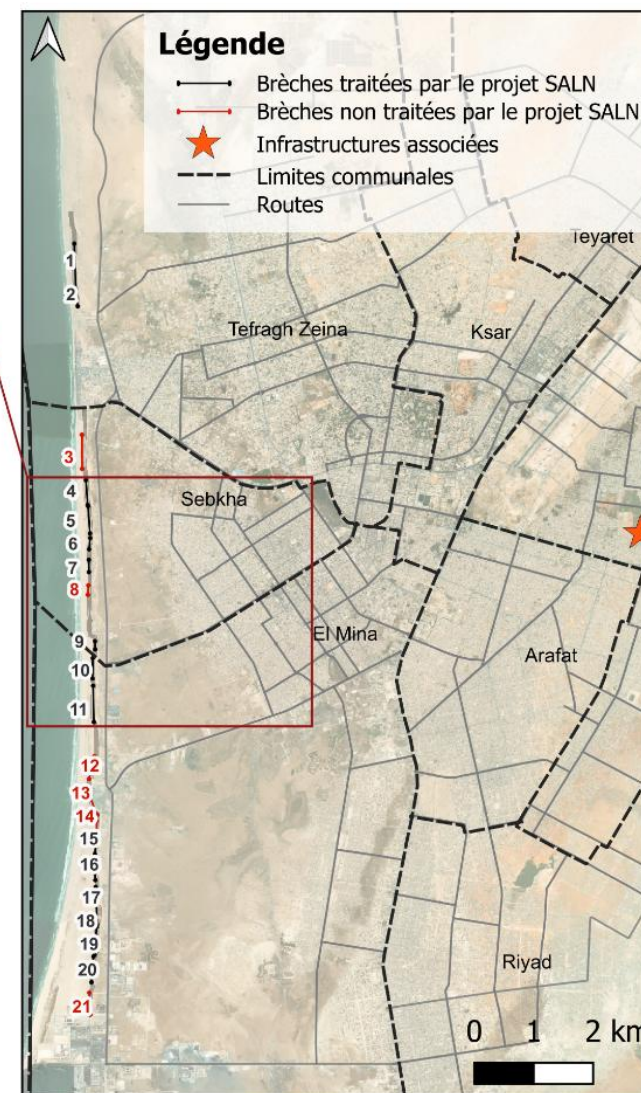 Légende
Brèches traitées par le projet SALN
Brèches non traitées par le projet SALN
Infrastructures associées
Limites communales
Routes
Teyaret
1
2
Tefragh Zeina
Ksar
3
4
Sebkha
5
6
7
8
9
El Mina
10
Arafat
11
12
13
14
15
16
17
18
19
20
Riyad
21
0 1 2 km